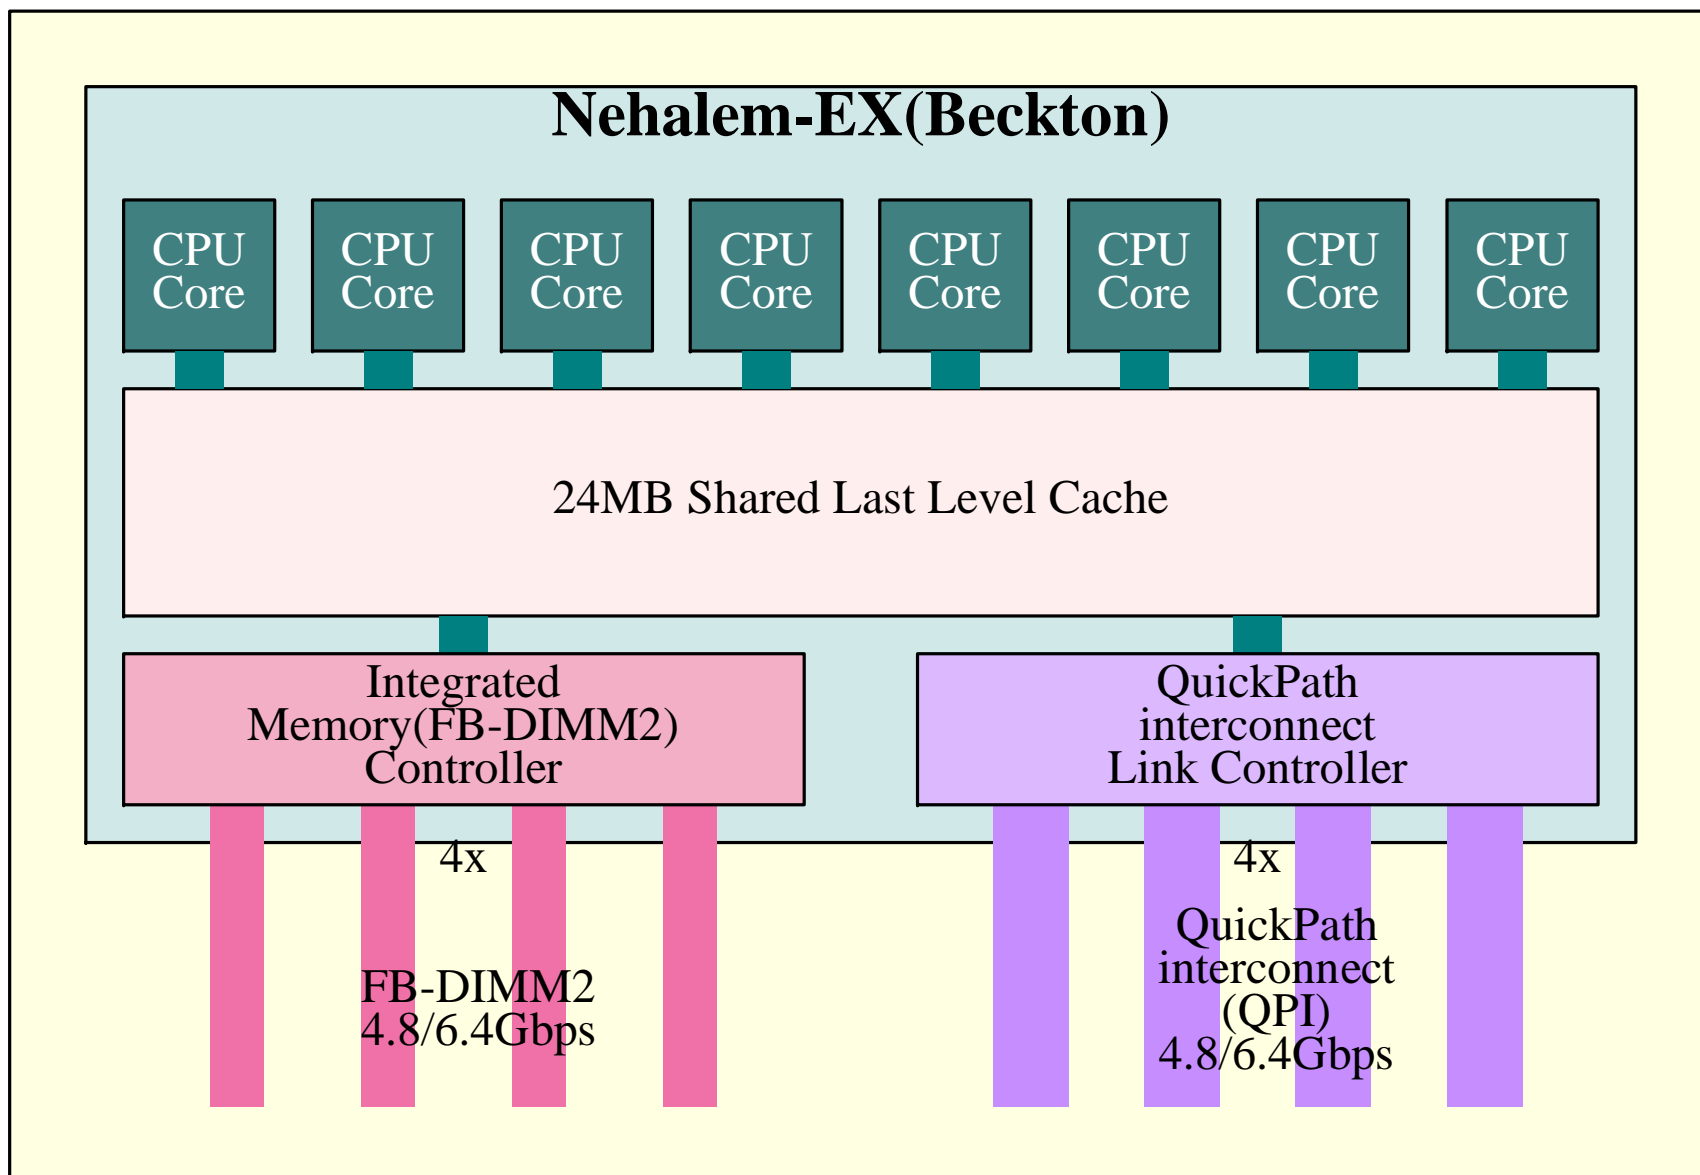 Nehalem-EX(Beckton)
CPU
Core
CPU
Core
CPU
Core
CPU
Core
CPU
Core
CPU
Core
CPU
Core
CPU
Core
24MB Shared Last Level Cache
Integrated
Memory(FB-DIMM2)
Controller
QuickPath
interconnect
Link Controller
4x
FB-DIMM2
4.8/6.4Gbps
4x
QuickPath
interconnect
(QPI)
4.8/6.4Gbps